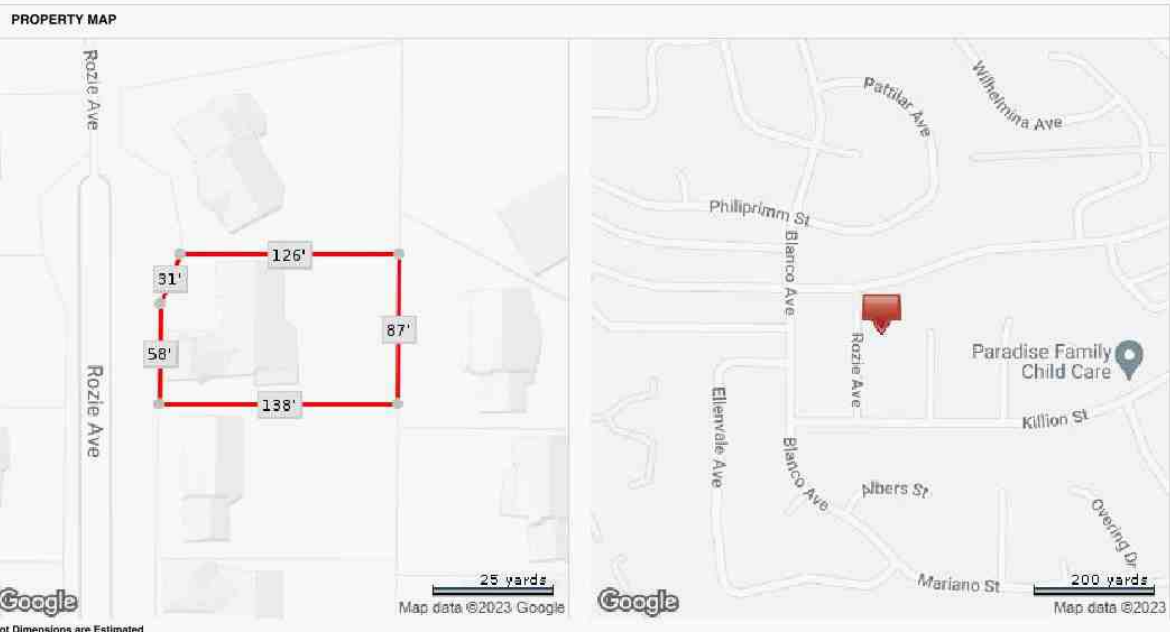 PROPERTY MAP
Rozie Ave
126'
31'
87'
58'
138'
Rozie Ave
25 yards
Google
Map data ©2023 Google
Pattilar Ave
Wilhelmina Ave
Philiprimm St
Blanco Ave
Rozie Ave
Paradise Family
Child Care
Ellenvale Ave
Killion St
Blanco Ave
Albers St
Overing Dr
Mariano St
200 yards
Google
Map data ©2023
ot Dimensions are Estimated